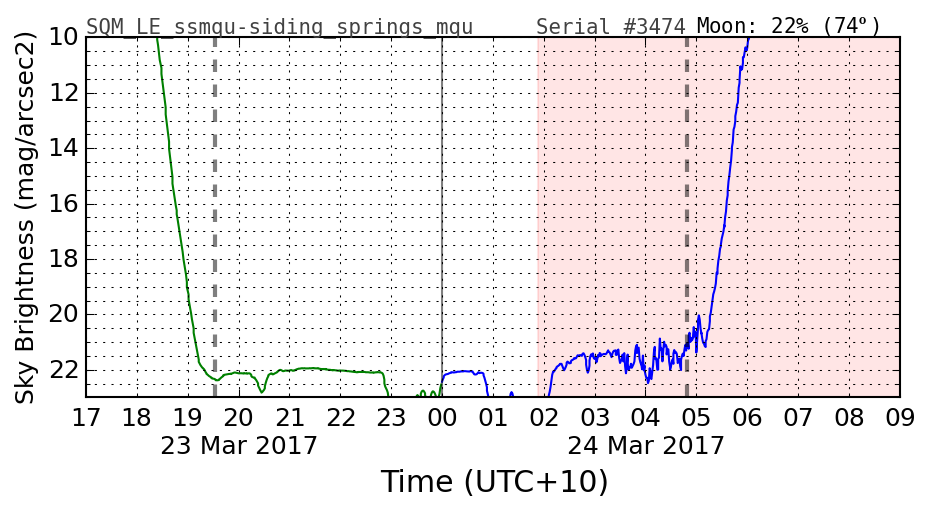 SQM_LE_ssmqu-siding_springs_mqu Serial #3474 Moon: 22% (74°)
Sky Brightness (mag/arcsec2)
10
12
14
16
18
20
22
17 18 19 20 21 22 23 00 01 02 03 04 05 06 07 08 09
23 Mar 2017 24 Mar 2017
Time (UTC+10)